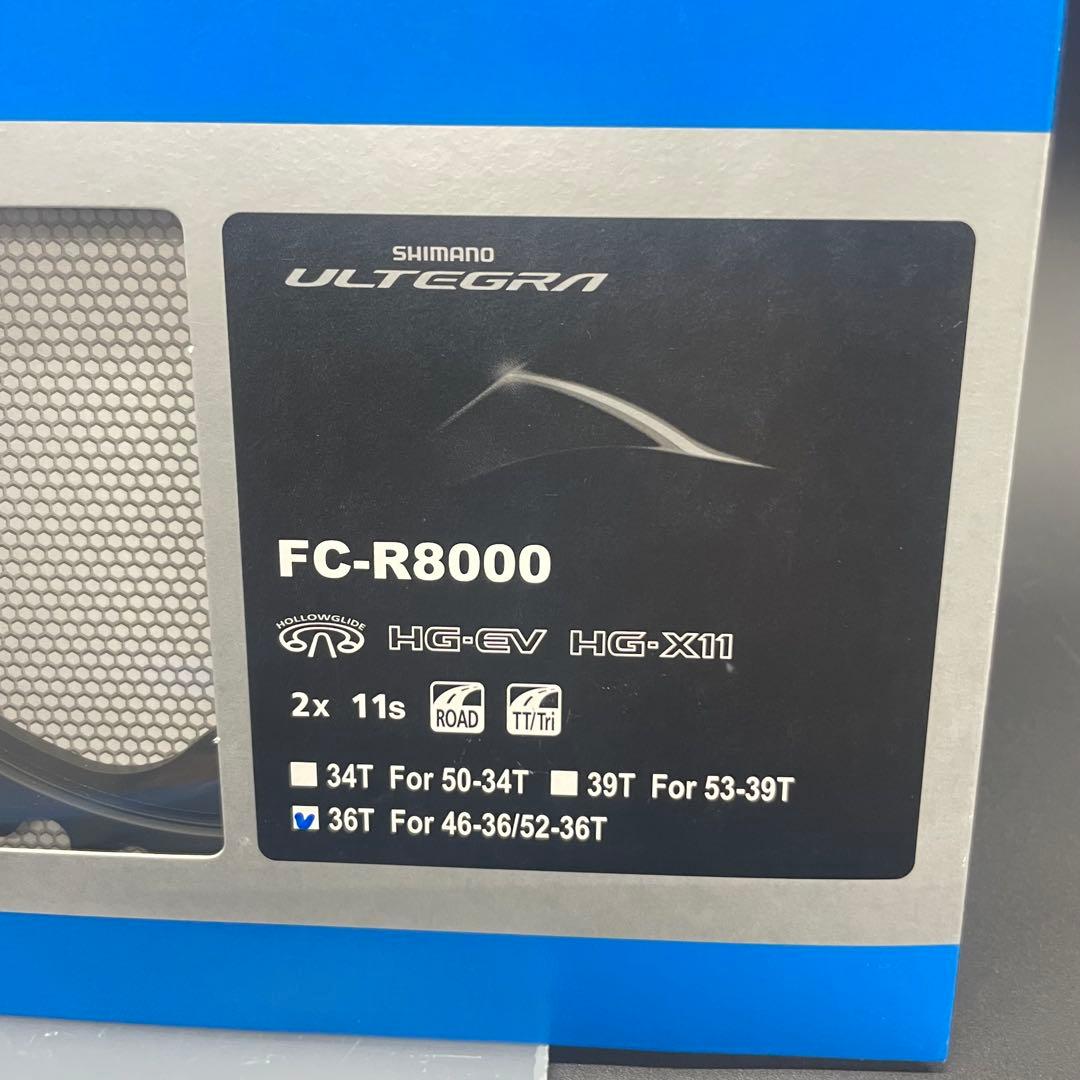 SHIMANO
ULTEGRA
FC-R8000
HOLLOWGLIDE HG-EV HG-X11
2x 11s ROAD TT/Tri
34T For 50-34T 39T For 53-39T
36T For 46-36/52-36T